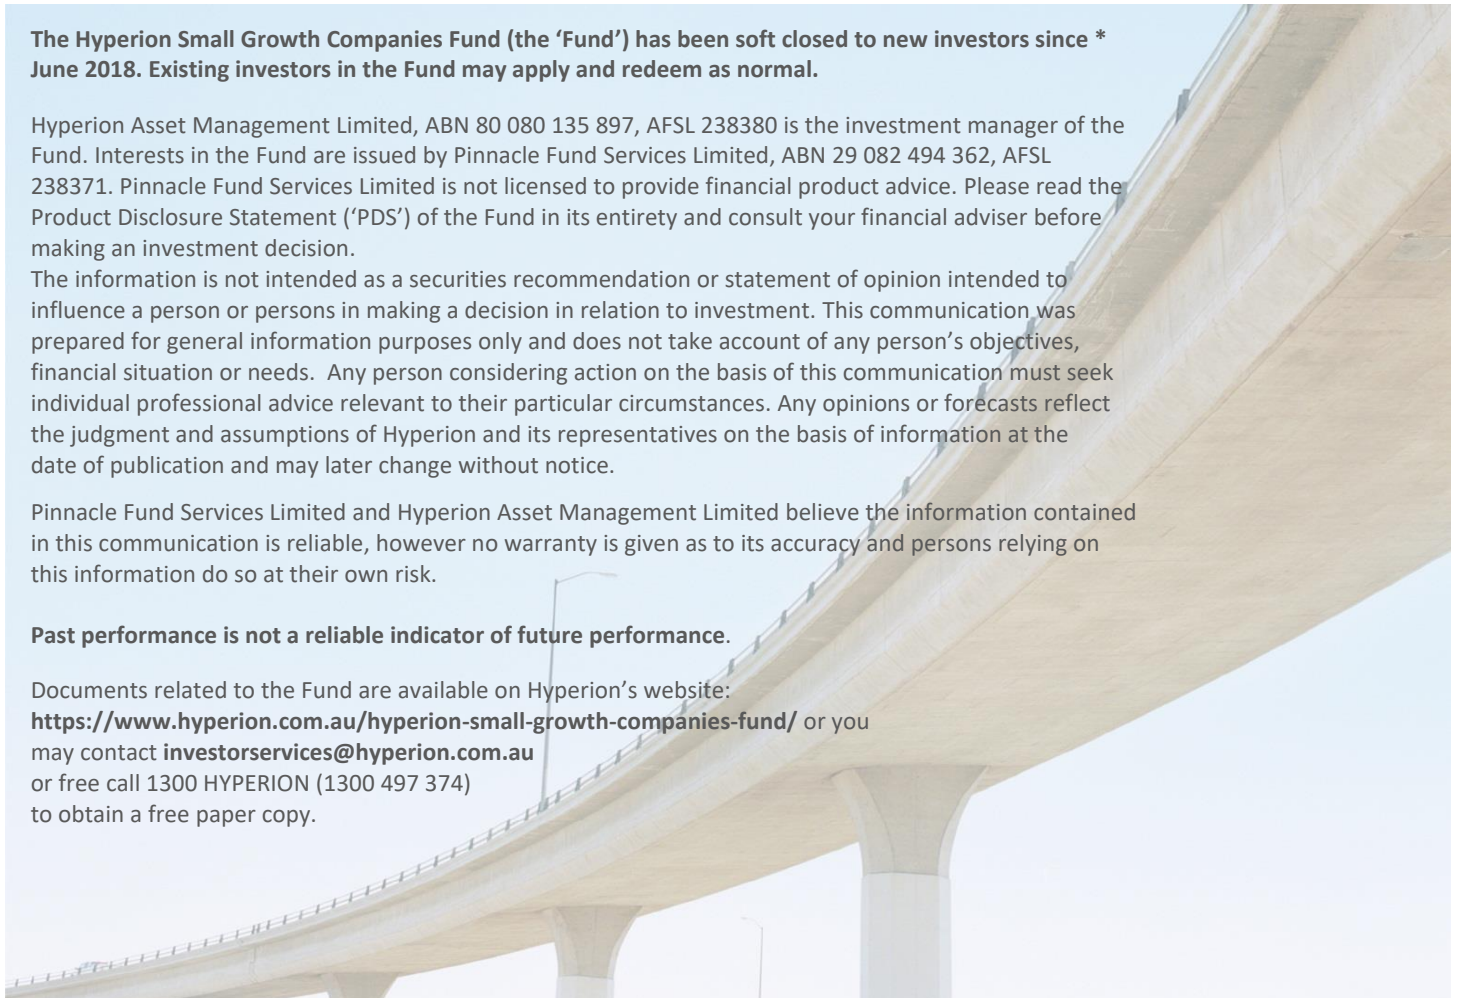 The Hyperion Small Growth Companies Fund (the ‘Fund’) has been soft closed to new investors since *
June 2018. Existing investors in the Fund may apply and redeem as normal.
Hyperion Asset Management Limited, ABN 80 080 135 897, AFSL 238380 is the investment manager of the
Fund. Interests in the Fund are issued by Pinnacle Fund Services Limited, ABN 29 082 494 362, AFSL
238371. Pinnacle Fund Services Limited is not licensed to provide financial product advice. Please read the
Product Disclosure Statement (‘PDS’) of the Fund in its entirety and consult your financial adviser before
making an investment decision.
The information is not intended as a securities recommendation or statement of opinion intended to
influence a person or persons in making a decision in relation to investment. This communication was
prepared for general information purposes only and does not take account of any person’s objectives,
financial situation or needs.  Any person considering action on the basis of this communication must seek
individual professional advice relevant to their particular circumstances. Any opinions or forecasts reflect
the judgment and assumptions of Hyperion and its representatives on the basis of information at the
date of publication and may later change without notice.
Pinnacle Fund Services Limited and Hyperion Asset Management Limited believe the information contained
in this communication is reliable, however no warranty is given as to its accuracy and persons relying on
this information do so at their own risk.
Past performance is not a reliable indicator of future performance.
Documents related to the Fund are available on Hyperion’s website:
https://www.hyperion.com.au/hyperion-small-growth-companies-fund/ or you
may contact investorservices@hyperion.com.au
or free call 1300 HYPERION (1300 497 374)
to obtain a free paper copy.